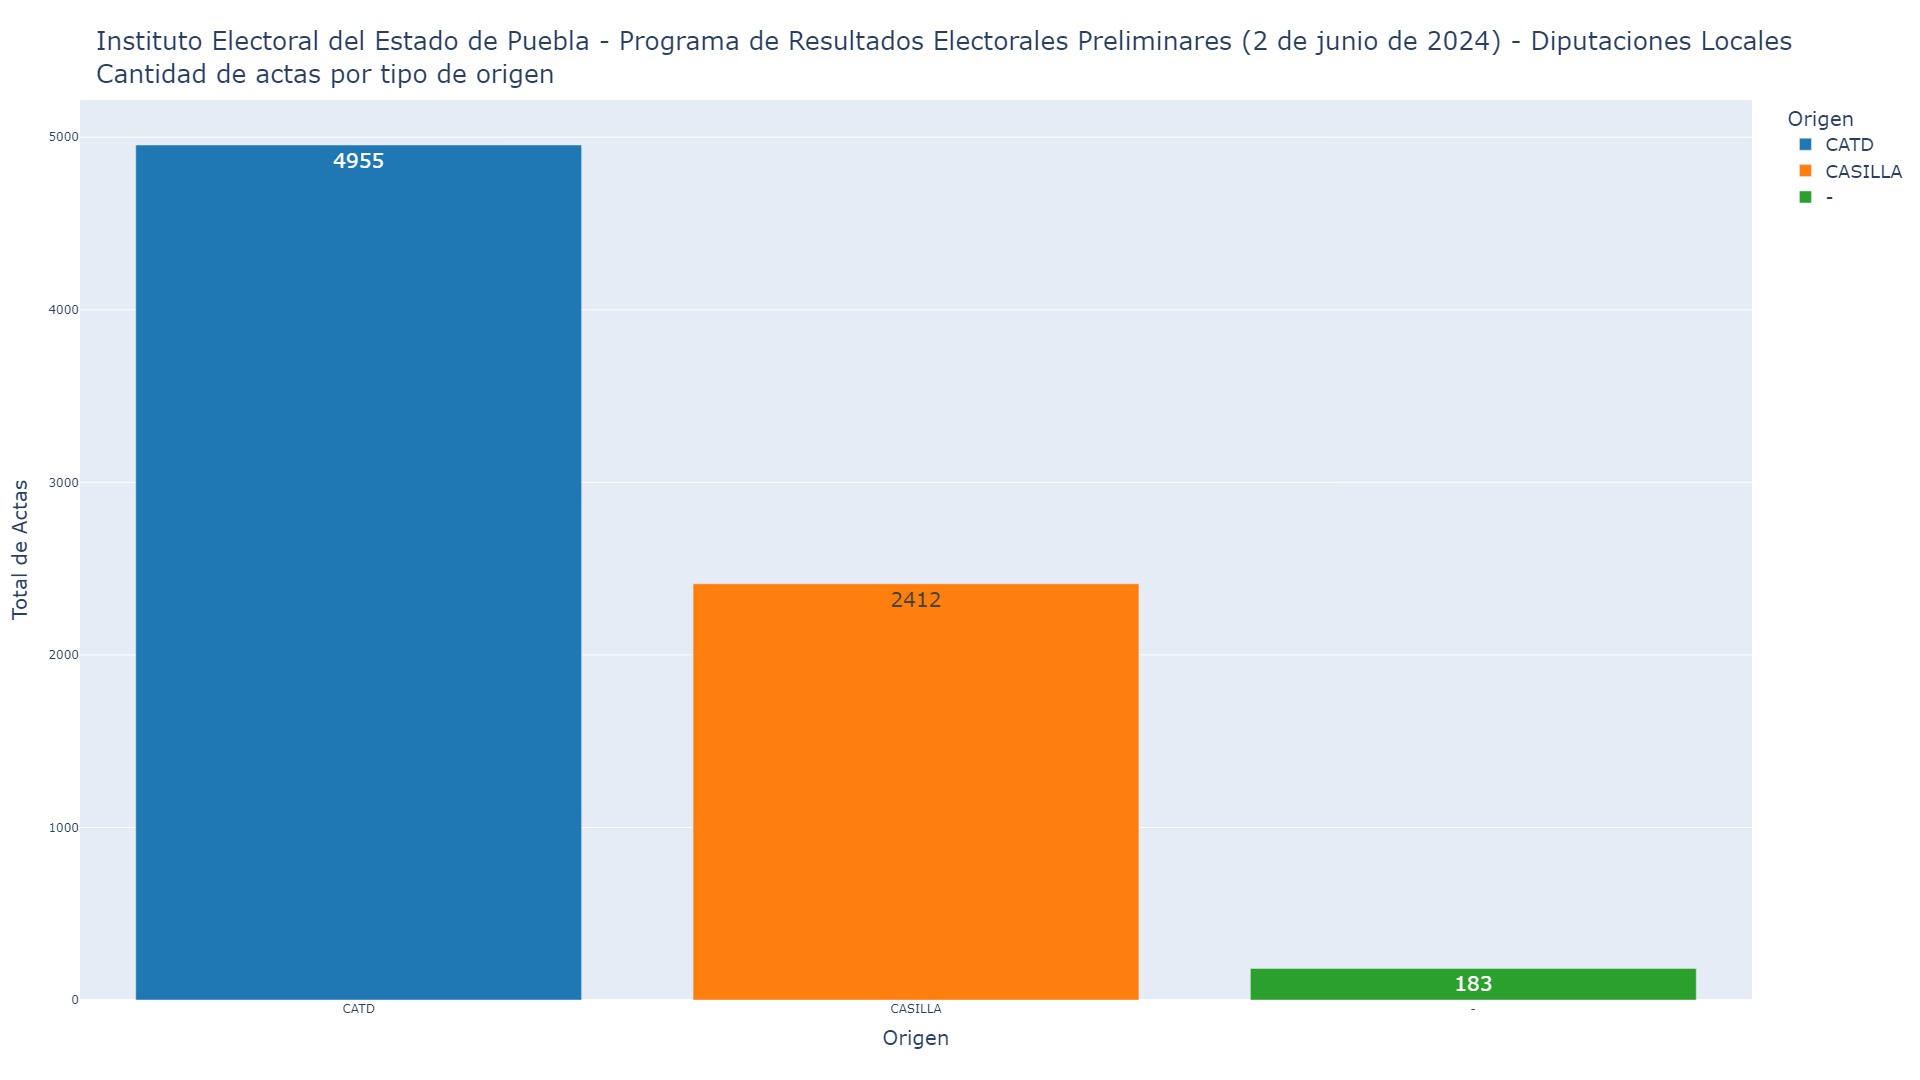 Instituto Electoral del Estado de Puebla - Programa de Resultados Electorales Preliminares (2 de junio de 2024) - Diputaciones Locales
Cantidad de actas por tipo de origen
Total de Actas
5000
4000
3000
2000
1000
0
4955
2412
183
CATD
CASILLA
-
Origen
Origen
CATD
CASILLA
-